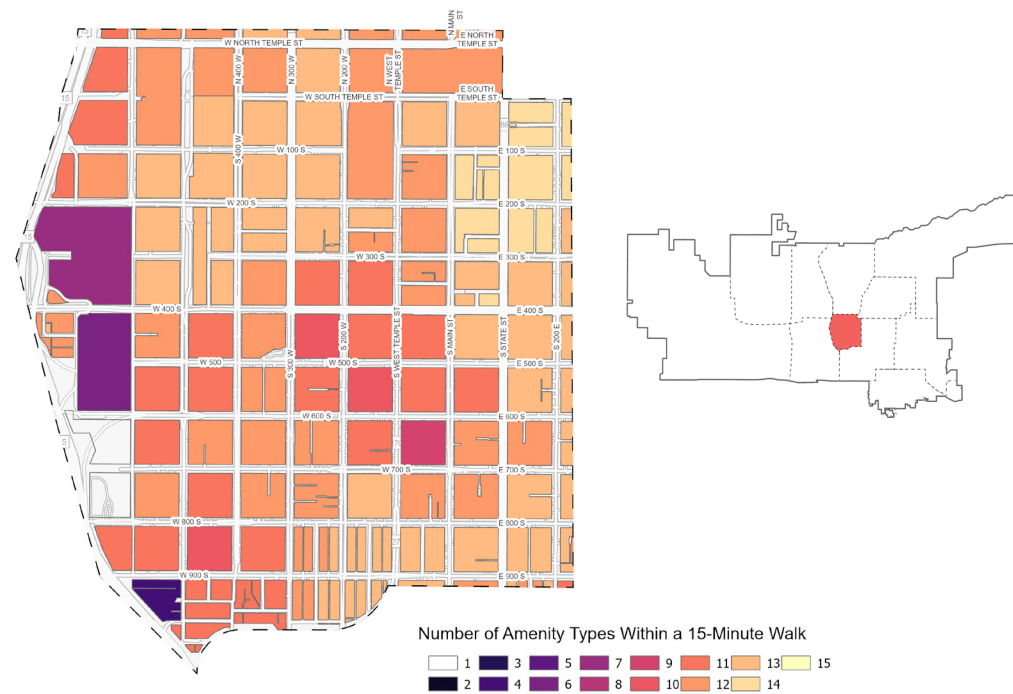 N MAIN
ST
E NORTH
TEMPLE ST
W NORTH TEMPLE ST
N 400 W
N 300 W
N 200 W
N WEST
TEMPLE ST
W SOUTH TEMPLE ST
E SOUTH
TEMPLE ST
15
S 400 W
W 100 S
E 100 S
W 200 S
E 200 S
15
W 300 S
E 300 S
W 400 S
E 400 S
S 300 W
S 200 W
S WEST TEMPLE ST
S MAIN ST
S STATE ST
S 200 E
W 500
W 500 S
E 500 S
W 600 S
E 600 S
W 700 S
E 700 S
W 800 S
E 800 S
W 900 S
E 900 S
Number of Amenity Types Within a 15-Minute Walk
1 3 5 7 9 11 13 15
2 4 6 8 10 12 14